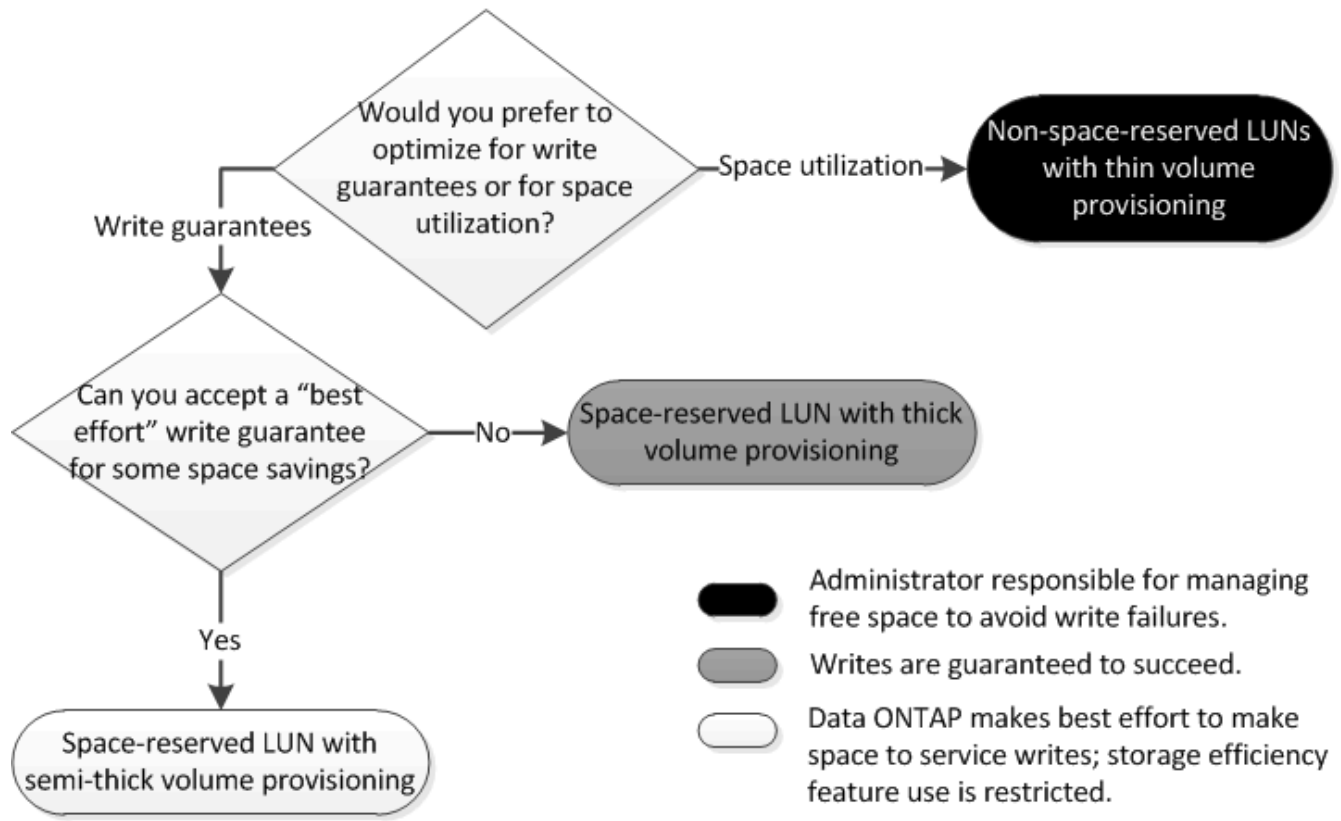 Would you prefer to
optimize for write
guarantees or for space
utilization?
Space utilization
Non-space-reserved LUNs
with thin volume
provisioning
Write guarantees
Can you accept a “best
effort” write guarantee
for some space savings?
No
Space-reserved LUN with thick
volume provisioning
Yes
Space-reserved LUN with
semi-thick volume provisioning
Administrator responsible for managing
free space to avoid write failures.
Writes are guaranteed to succeed.
Data ONTAP makes best effort to make
space to service writes; storage efficiency
feature use is restricted.